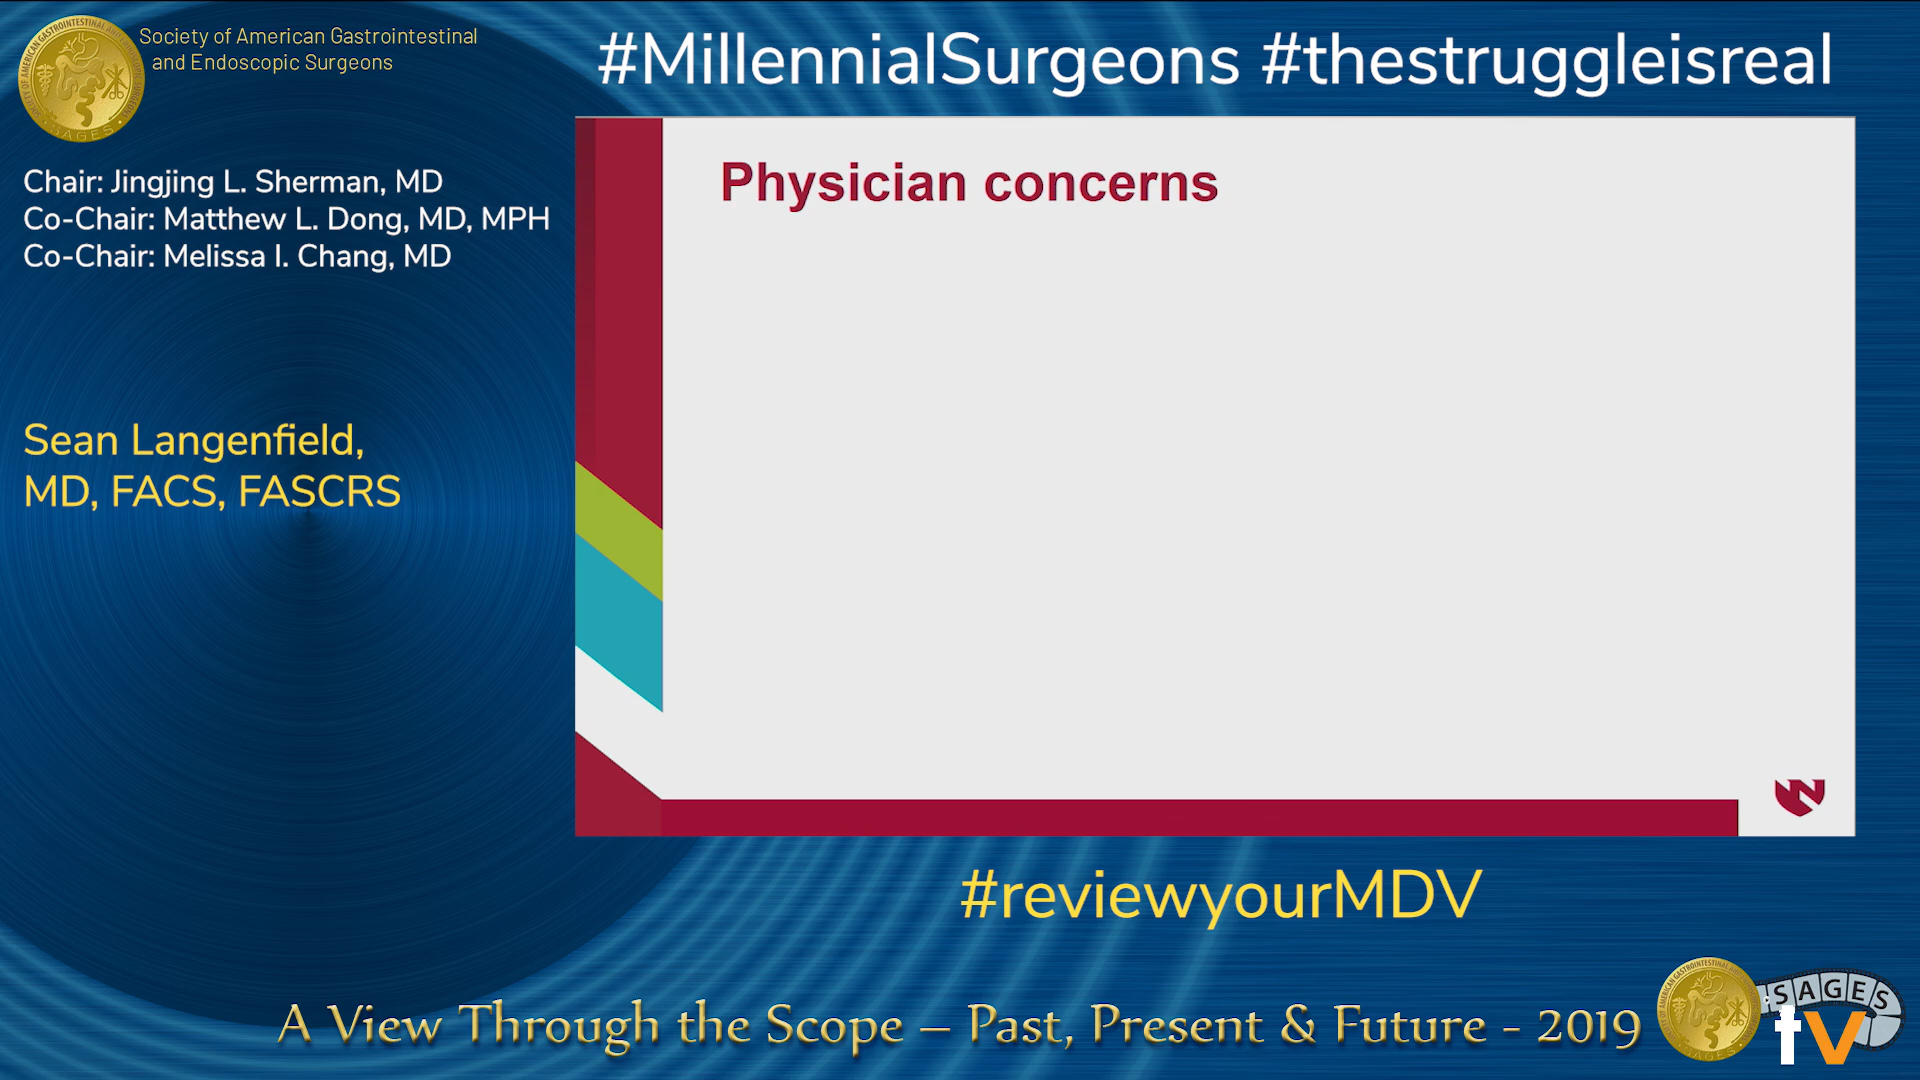 Society of American Gastrointestinal
and Endoscopic Surgeons
#MillennialSurgeons #thestruggleisreal
Chair: Jingjing L. Sherman, MD
Co-Chair: Matthew L. Dong, MD, MPH
Co-Chair: Melissa I. Chang, MD
Sean Langenfield,
MD, FACS, FASCRS
Physician concerns
#reviewyourMDV
A View Through the Scope – Past, Present & Future - 2019
SAGES
tv
SAGES